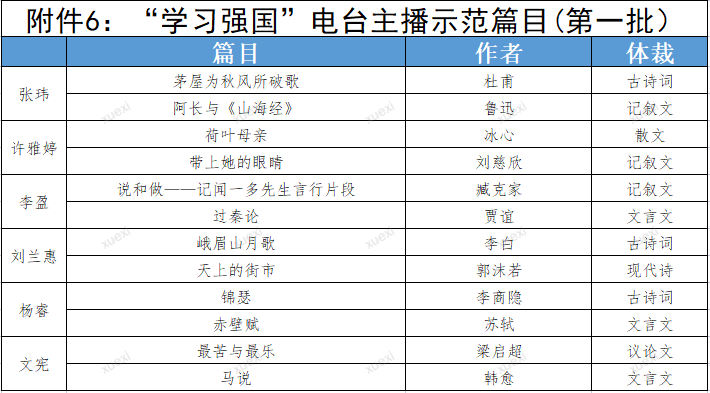 附件6：“学习强国”电台主播示范篇目(第一批)
篇目 作者 体裁
张玮 茅屋为秋风所破歌 杜甫 古诗词
阿长与《山海经》 鲁迅 记叙文
许雅婷 荷叶母亲 冰心 散文
带上她的眼睛 刘慈欣 记叙文
李盈 说和做——记闻一多先生言行片段 臧克家 记叙文
过秦论 贾谊 文言文
刘兰惠 峨眉山月歌 李白 古诗词
天上的街市 郭沫若 现代诗
杨睿 锦瑟 李商隐 古诗词
赤壁赋 苏轼 文言文
文宪 最苦与最乐 梁启超 议论文
马说 韩愈 文言文